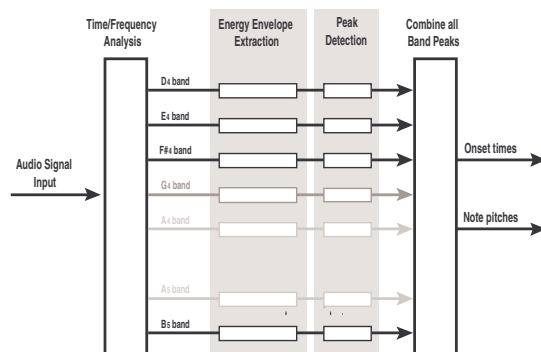 Time/Frequency
Analysis
Energy Envelope
Extraction
Peak
Detection
Combine all
Band Peaks
D4 band
E4 band
F#4 band
Audio Signal
Input
G4 band
A4 band
A5 band
B5 band
Onset times
Note pitches